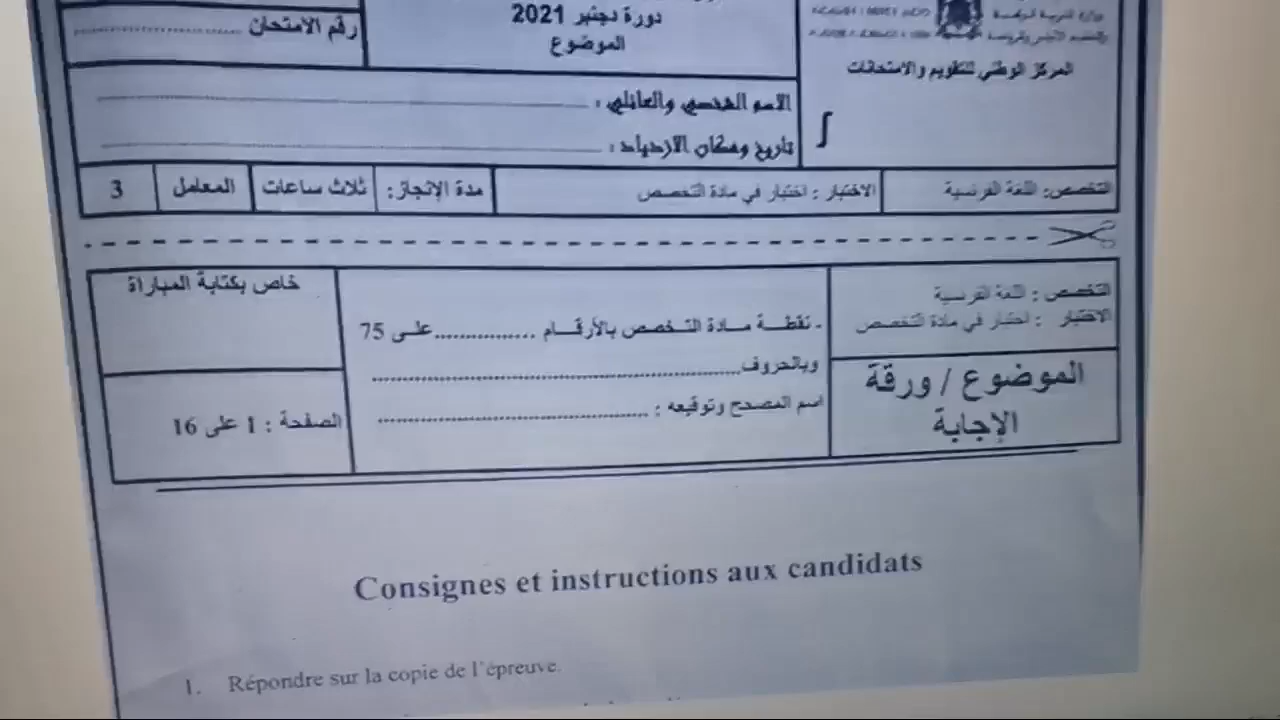 دورة دجنبر 2021
الموضوع
رقم الامتحان
المركز الوطني للتقويم والامتحانات
الاسم الشخصي والعائلي :
تاريخ ومكان الازدياد :
التخصص: اللغة الفرنسية
الاختبار : اختبار في مادة التخصص
مدة الإنجاز:
ثلاث ساعات
المعامل
3
التخصص : اللغة الفرنسية
الاختبار : اختبار في مادة التخصص
الموضوع / ورقة
الإجابة
- نقطة مادة التخصص بالأرقام ................على 75
وبالحروف
اسم المصحح وتوقيعه :
خاص بكتابة المباراة
الصفحة : 1 على 16
Consignes et instructions aux candidats
1. Répondre sur la copie de l'épreuve.